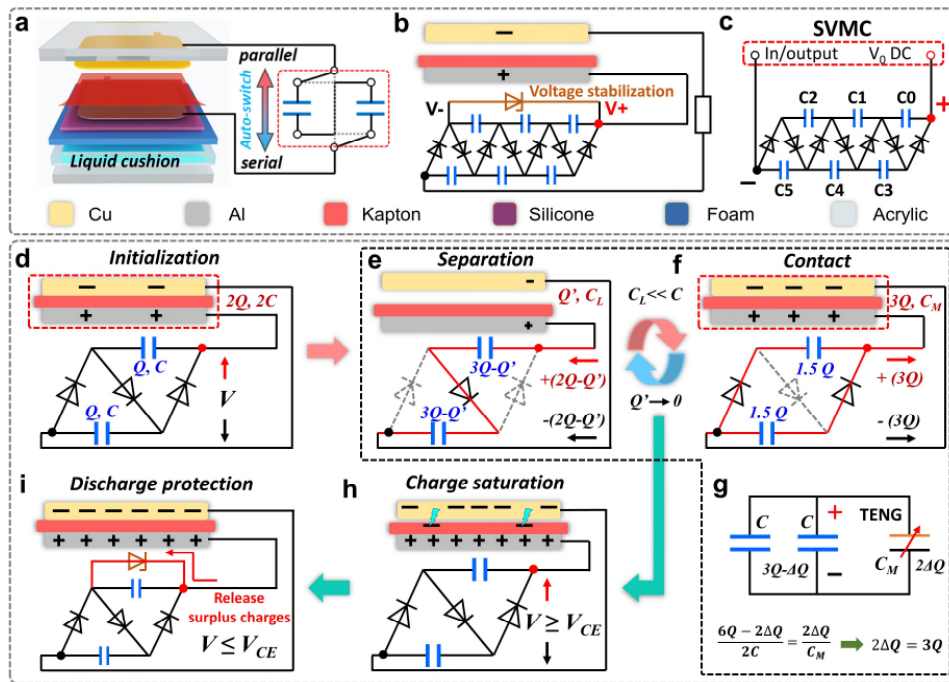 a
parallel
Auto-switch
serial
Liquid cushion
b
−
+
Voltage stabilization
V-
V+
c
SVMC
In/output
V0 DC
C2
C1
C0
+
−
C5
C4
C3
Cu
Al
Kapton
Silicone
Foam
Acrylic
d
Initialization
− −
+ +
2Q, 2C
Q, C
V
Q, C
e
Separation
-
+
Q', CL
3Q-Q'
+(2Q-Q')
3Q-Q'
-(2Q-Q')
CL<< C
Q'→ 0
f
Contact
− − −
+ + +
3Q, CM
1.5 Q
+ (3Q)
1.5 Q
- (3Q)
g
C
C
+
TENG
3Q-ΔQ
−
CM
2ΔQ
6Q − 2ΔQ
2C
=
2ΔQ
CM
2ΔQ = 3Q
h
Charge saturation
− − − − − −
− −
+ + + + + + +
V ≥ VCE
i
Discharge protection
− − − − − −
+ + + + + +
Release
surplus charges
V ≤ VCE